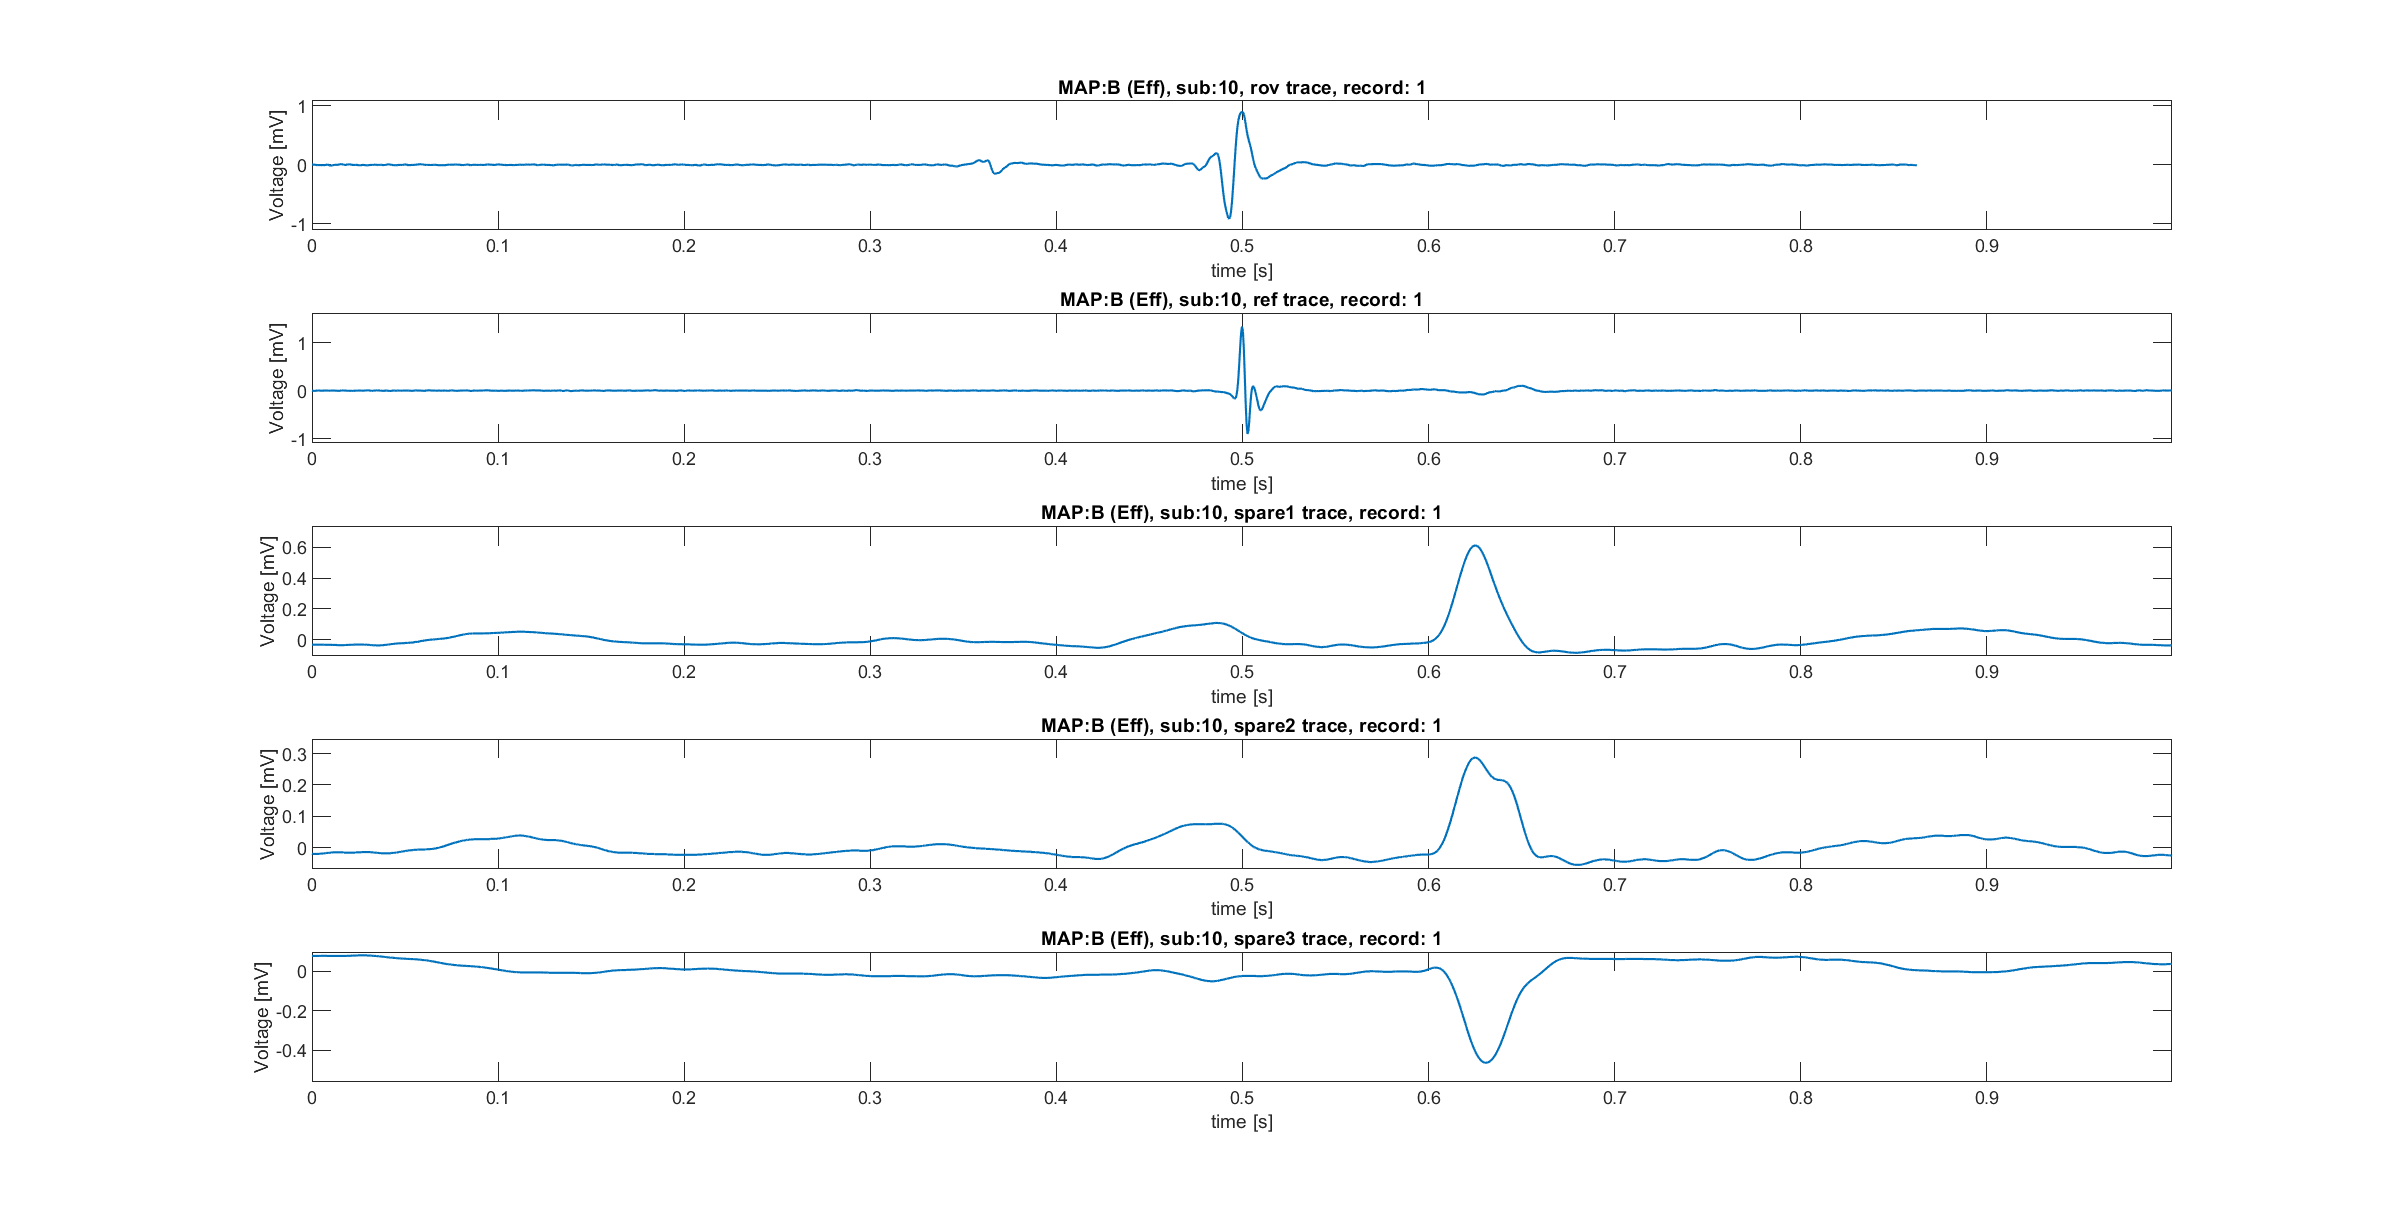 MAP:B (Eff), sub:10, rov trace, record: 1
Voltage [mV]
1
0
-1
0 0.1 0.2 0.3 0.4 0.5 0.6 0.7 0.8 0.9
time [s]
MAP:B (Eff), sub:10, ref trace, record: 1
Voltage [mV]
1
0
-1
0 0.1 0.2 0.3 0.4 0.5 0.6 0.7 0.8 0.9
time [s]
MAP:B (Eff), sub:10, spare1 trace, record: 1
Voltage [mV]
0.6
0.4
0.2
0
0 0.1 0.2 0.3 0.4 0.5 0.6 0.7 0.8 0.9
time [s]
MAP:B (Eff), sub:10, spare2 trace, record: 1
Voltage [mV]
0.3
0.2
0.1
0
0 0.1 0.2 0.3 0.4 0.5 0.6 0.7 0.8 0.9
time [s]
MAP:B (Eff), sub:10, spare3 trace, record: 1
Voltage [mV]
0
-0.2
-0.4
0 0.1 0.2 0.3 0.4 0.5 0.6 0.7 0.8 0.9
time [s]